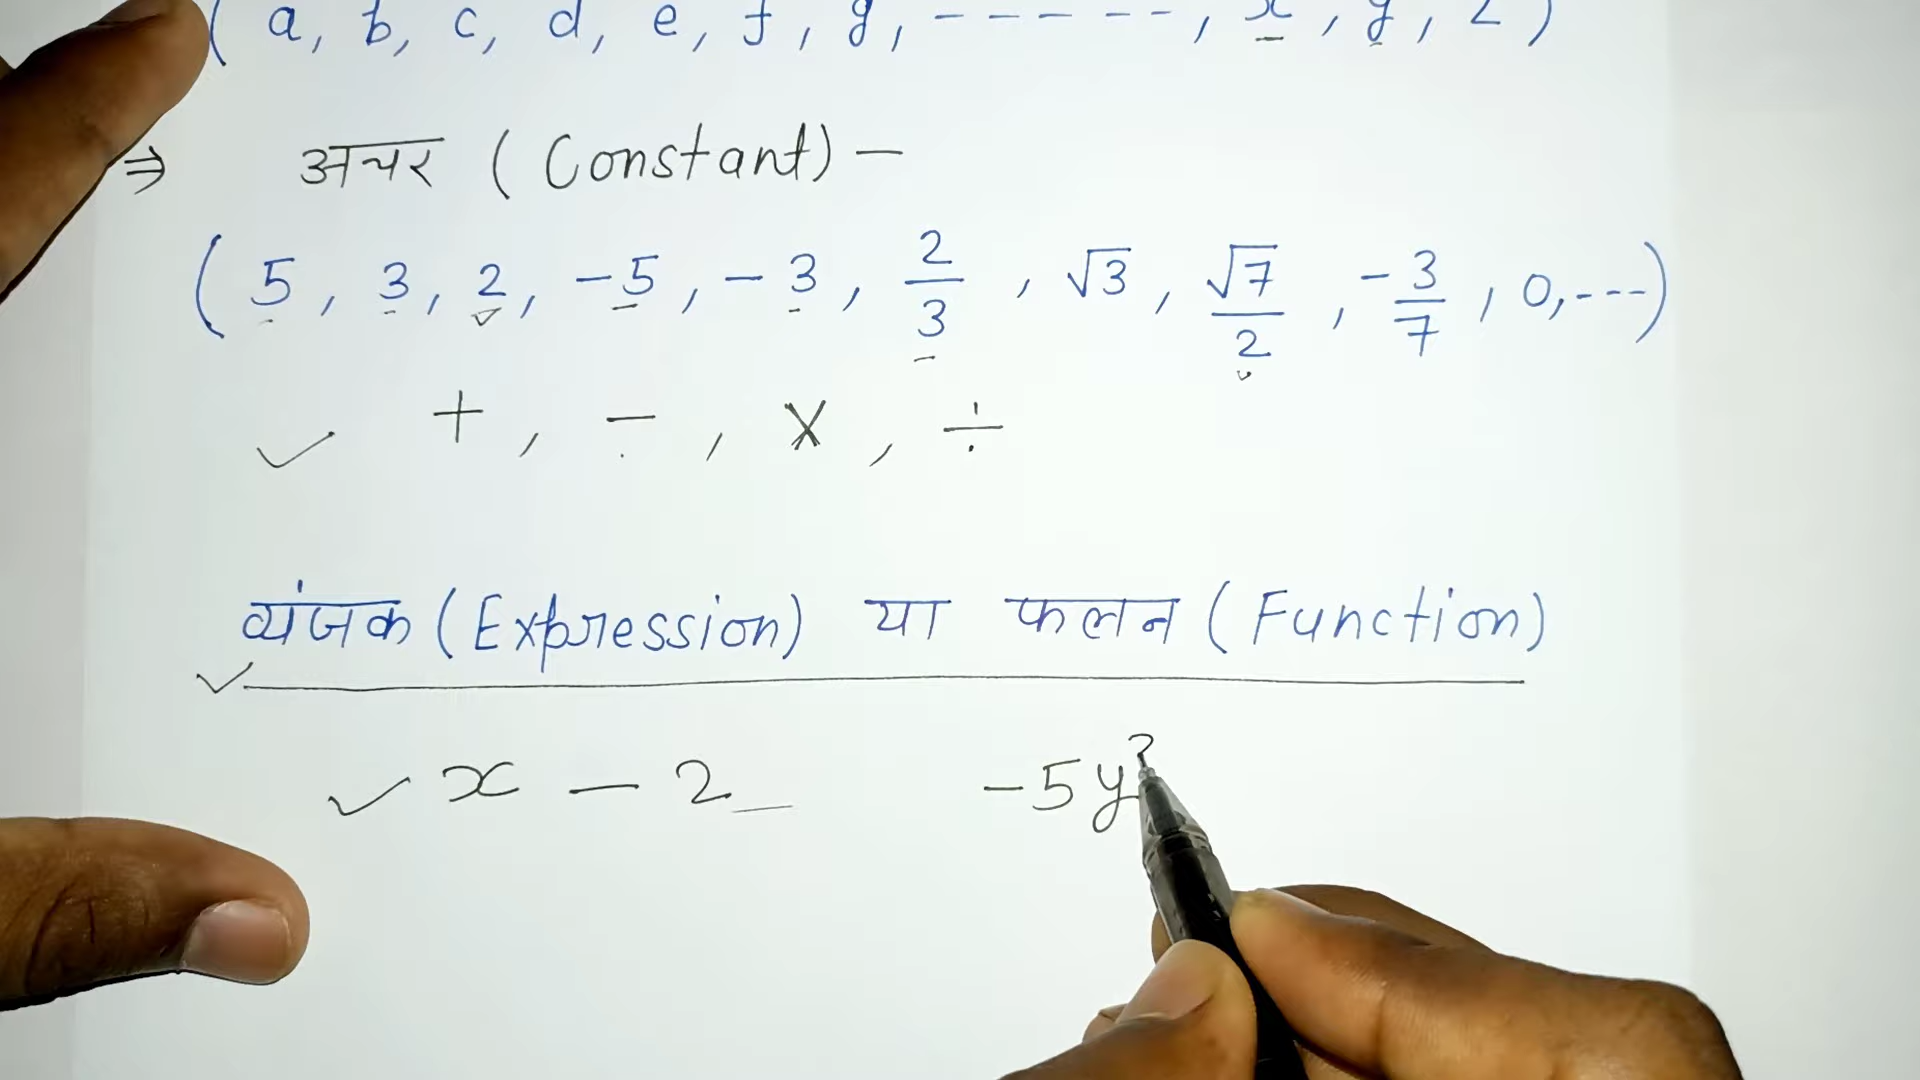 ( a, b, c, d, e, f, g, ------, x, y, z )
⇒ अचर ( Constant) –
( 5, 3, 2, -5, -3, 2/3, √3, √7/2, -3/7, 0, ---)
✓ +, −, ×, ÷
व्यंजक (Expression) या फलन (Function)
✓ x – 2 -5y